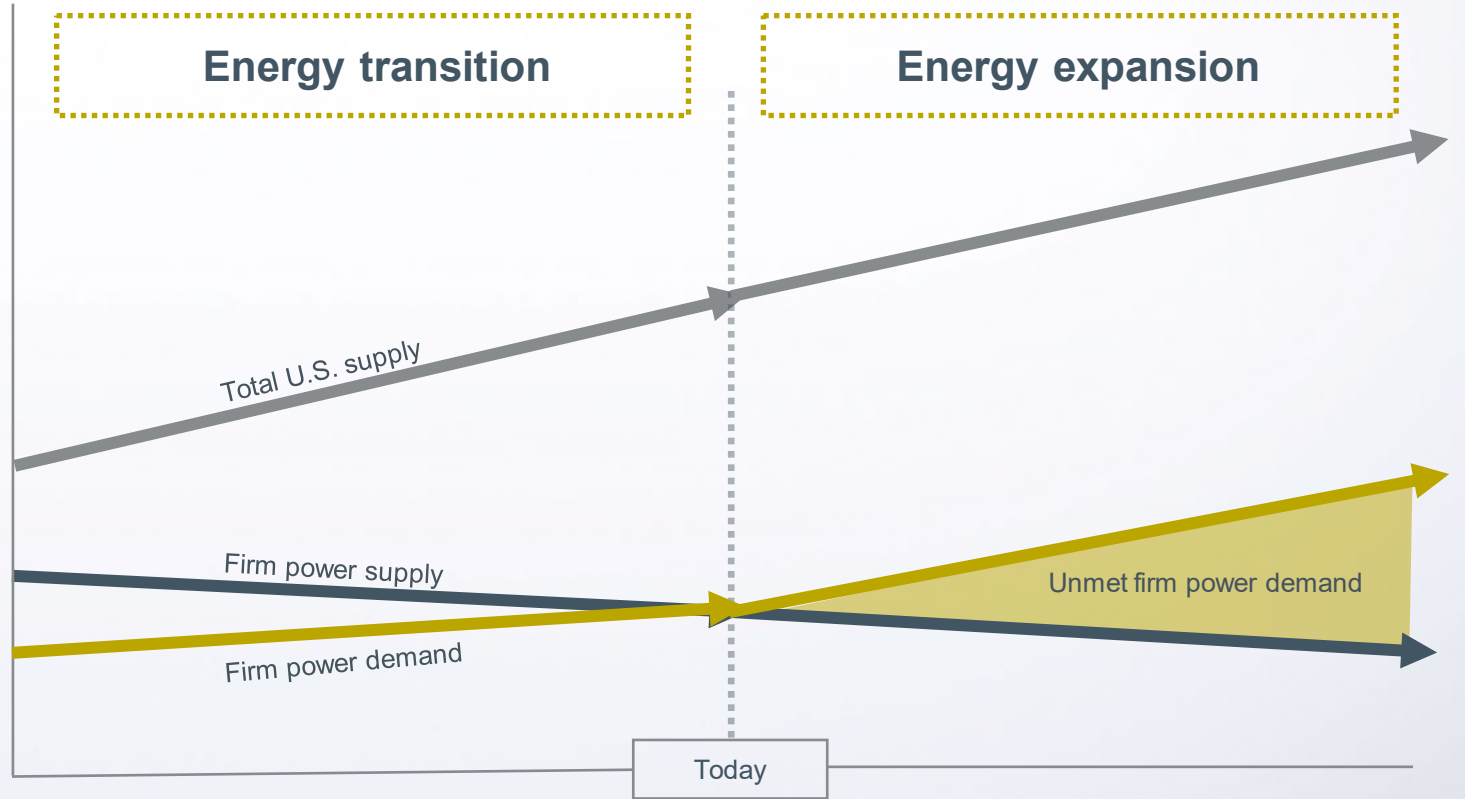 Energy transition
Energy expansion
Total U.S. supply
Firm power supply
Unmet firm power demand
Firm power demand
Today